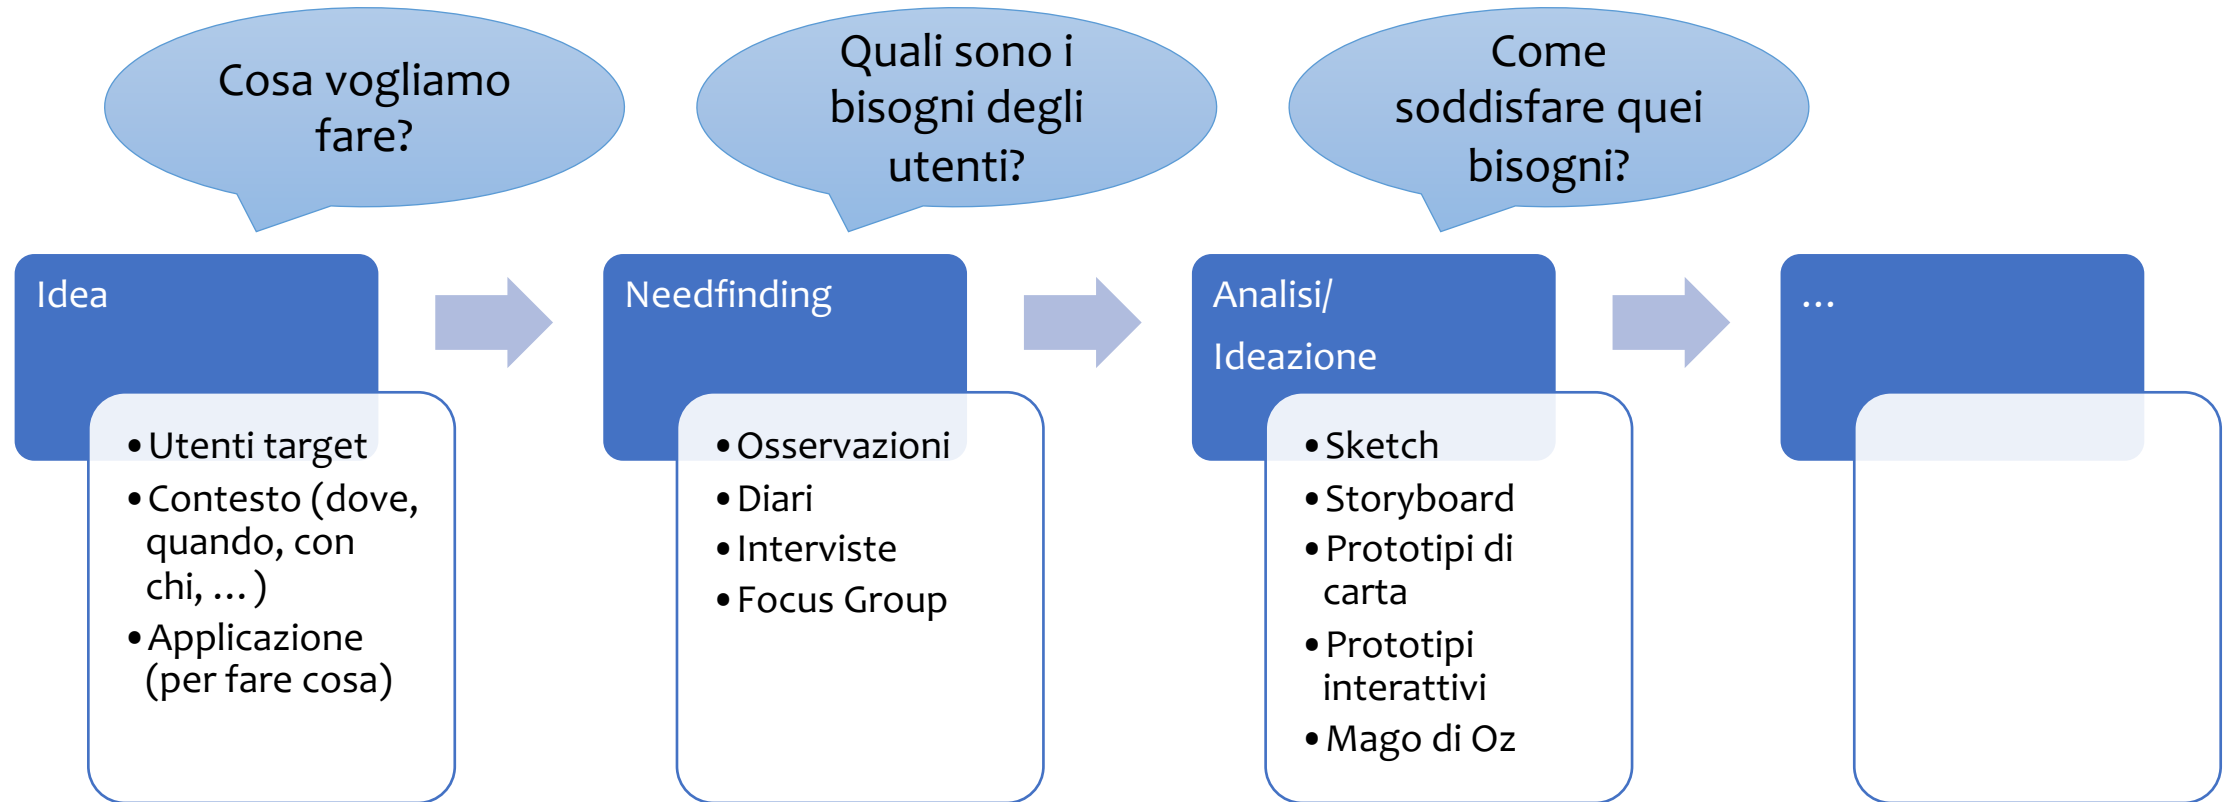 Cosa vogliamo
fare?
Quali sono i
bisogni degli
utenti?
Come
soddisfare quei
bisogni?
Idea
•Utenti target
•Contesto (dove,
quando, con
chi, …)
•Applicazione
(per fare cosa)
Needfinding
•Osservazioni
•Diari
•Interviste
•Focus Group
Analisi/
Ideazione
•Sketch
•Storyboard
•Prototipi di
carta
•Prototipi
interattivi
•Mago di Oz
…